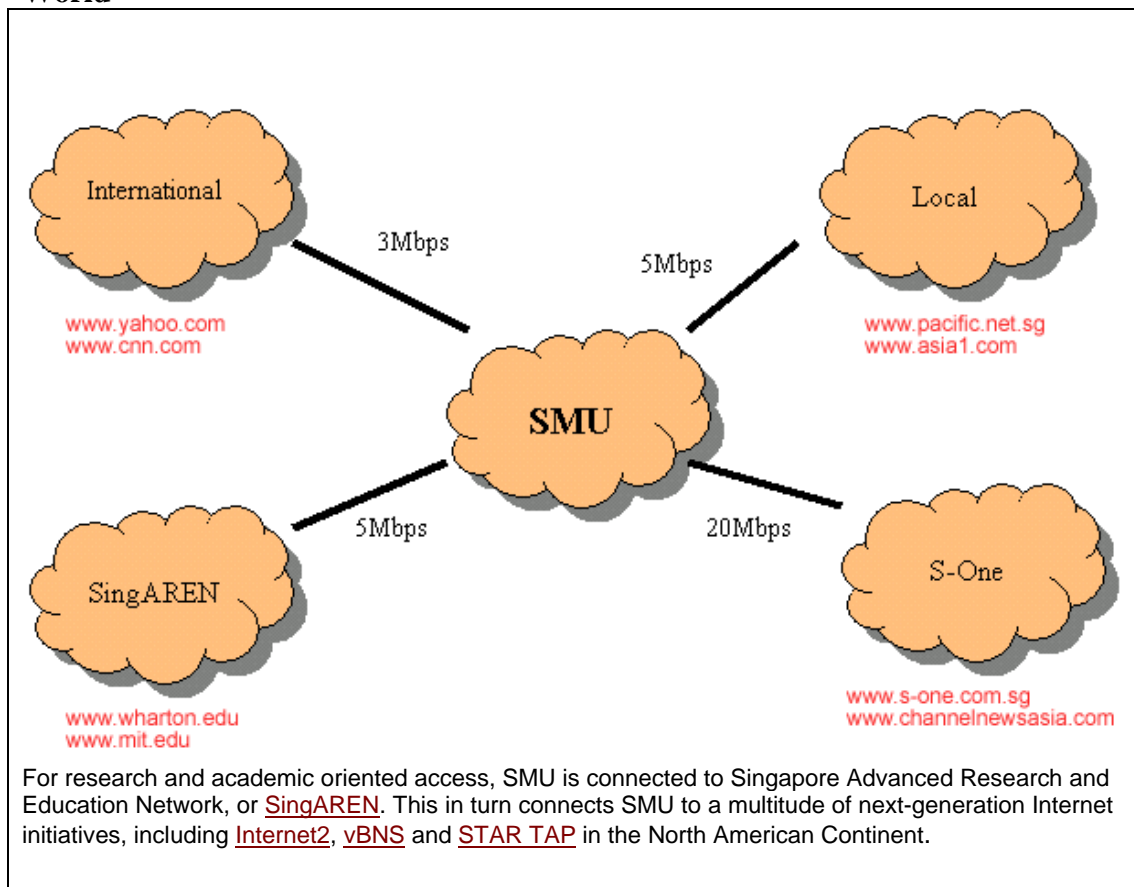 International
Local
3Mbps
5Mbps
www.yahoo.com
www.cnn.com
www.pacific.net.sg
www.asia1.com
SMU
5Mbps
20Mbps
SingAREN
S-One
www.wharton.edu
www.mit.edu
www.s-one.com.sg
www.channelnewsasia.com
For research and academic oriented access, SMU is connected to Singapore Advanced Research and
Education Network, or SingAREN. This in turn connects SMU to a multitude of next-generation Internet
initiatives, including Internet2, vBNS and STAR TAP in the North American Continent.